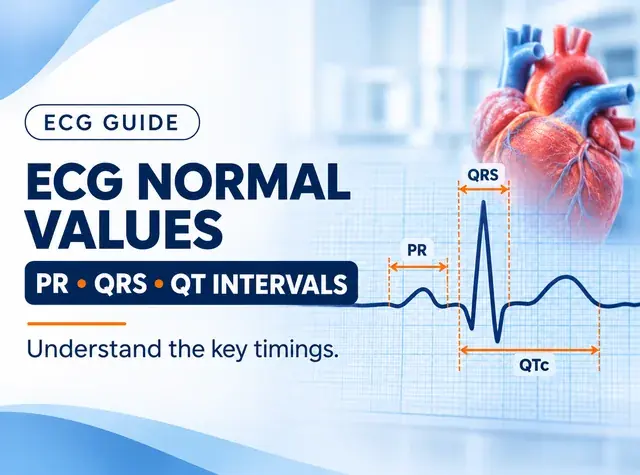 ECG GUIDE
ECG NORMAL
VALUES
PR • QRS • QT INTERVALS
Understand the key timings.
QRS
PR
QTc